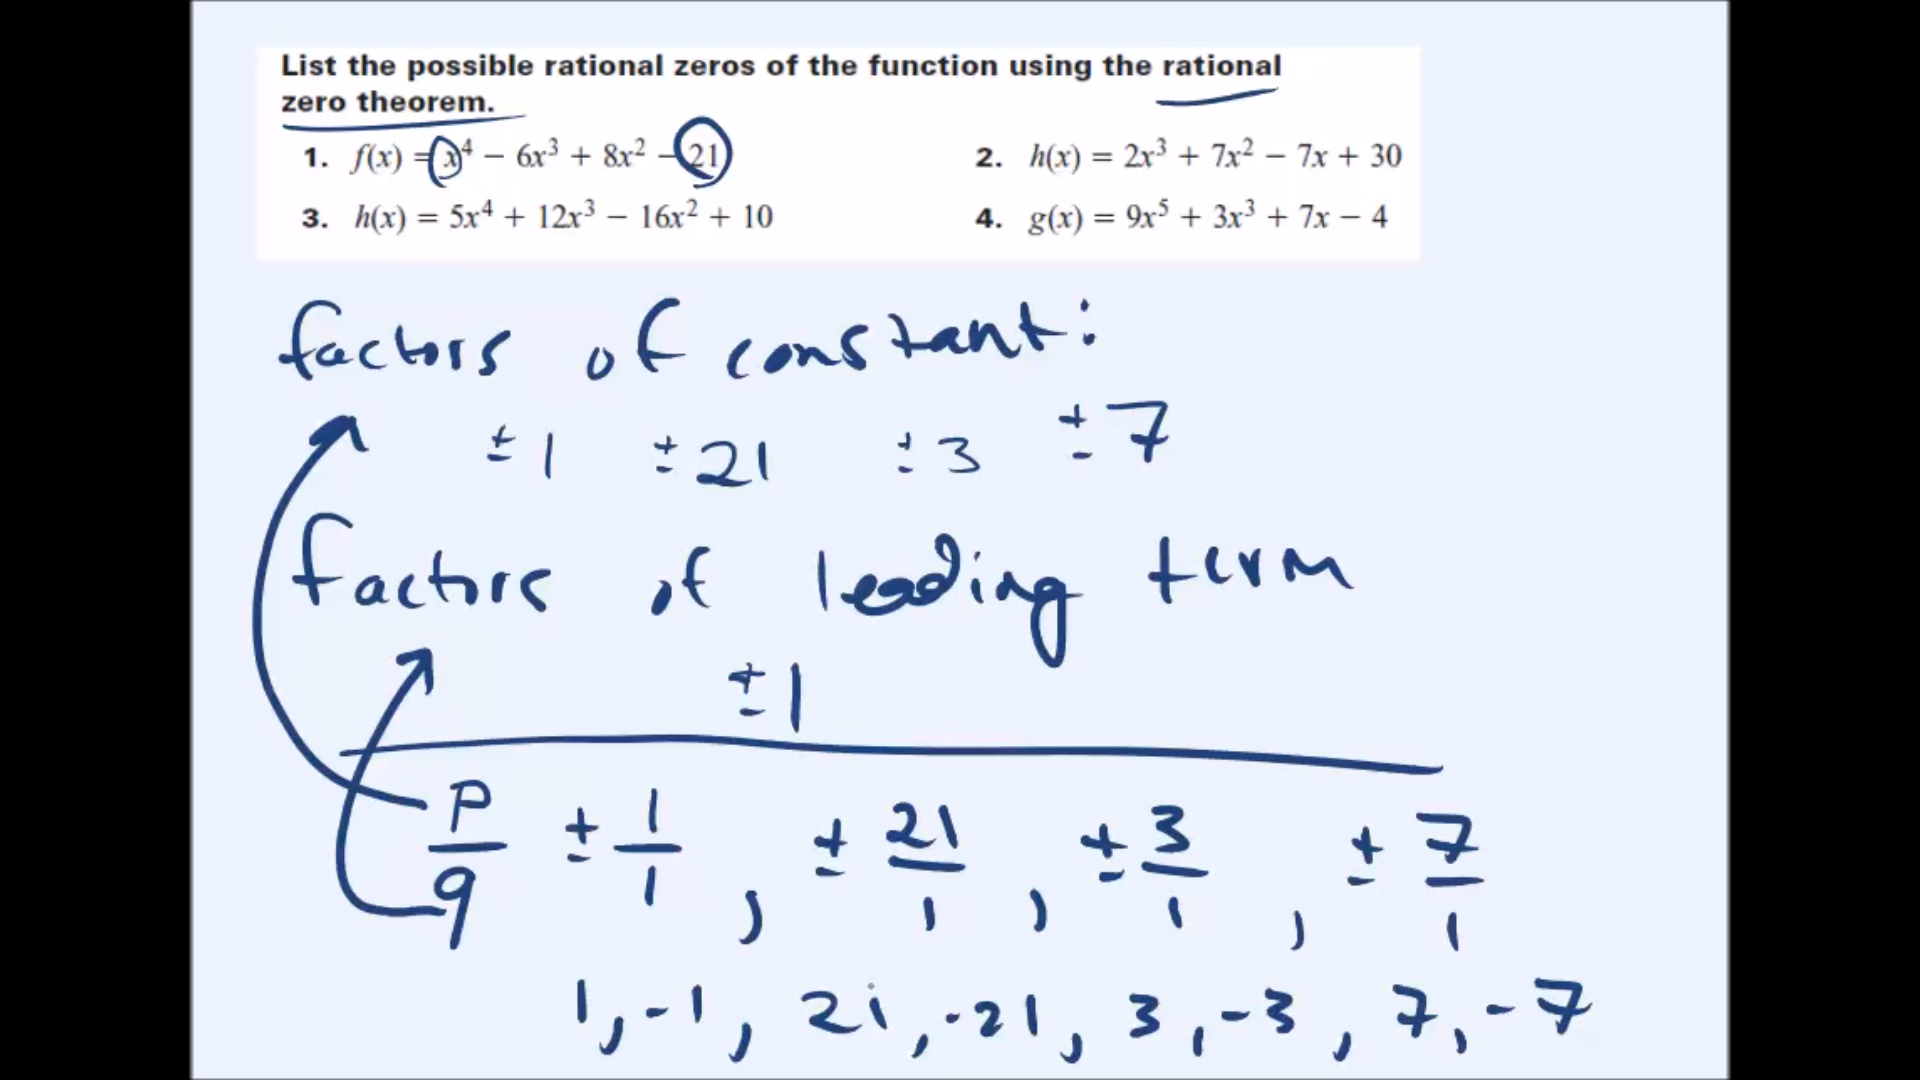 List the possible rational zeros of the function using the rational
zero theorem.
1. f(x) = x⁴ − 6x³ + 8x² − 21
2. h(x) = 2x³ + 7x² − 7x + 30
3. h(x) = 5x⁴ + 12x³ − 16x² + 10
4. g(x) = 9x⁵ + 3x³ + 7x − 4
factors of constant:
± 1 ± 21 ± 3 ± 7
factors of leading term
± 1
p/q ± 1/1 , ± 21/1 , ± 3/1 , ± 7/1
1, -1, 21, -21, 3, -3, 7, -7